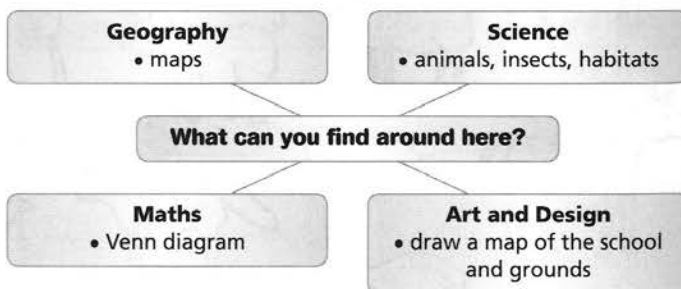 Geography
• maps
Science
• animals, insects, habitats
What can you find around here?
Maths
• Venn diagram
Art and Design
• draw a map of the school
and grounds